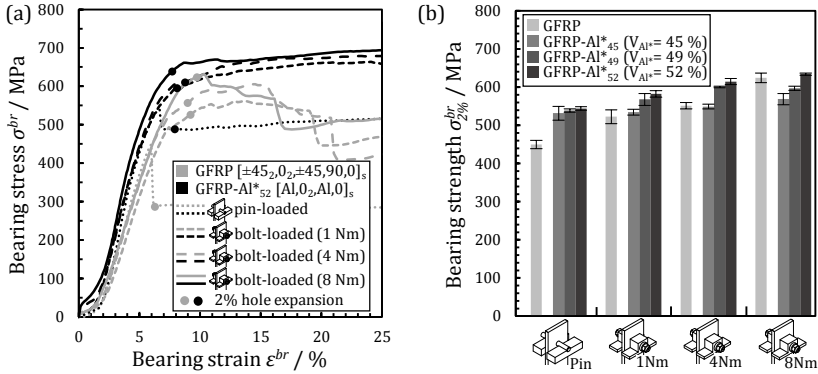 (a)
800
700
600
500
400
300
200
100
0
Bearing stress σ^br / MPa
GFRP [±45₂,0₂,±45,90,0]ₛ
GFRP-Al*₅₂ [Al,0₂,Al,0]ₛ
pin-loaded
bolt-loaded (1 Nm)
bolt-loaded (4 Nm)
bolt-loaded (8 Nm)
2% hole expansion
0 5 10 15 20 25
Bearing strain ε^br / %
(b)
800
700
600
500
400
300
200
100
0
Bearing strength σ^br_2% / MPa
GFRP
GFRP-Al*₄₅ (V_Al*= 45 %)
GFRP-Al*₄₉ (V_Al*= 49 %)
GFRP-Al*₅₂ (V_Al*= 52 %)
Pin 1Nm 4Nm 8Nm